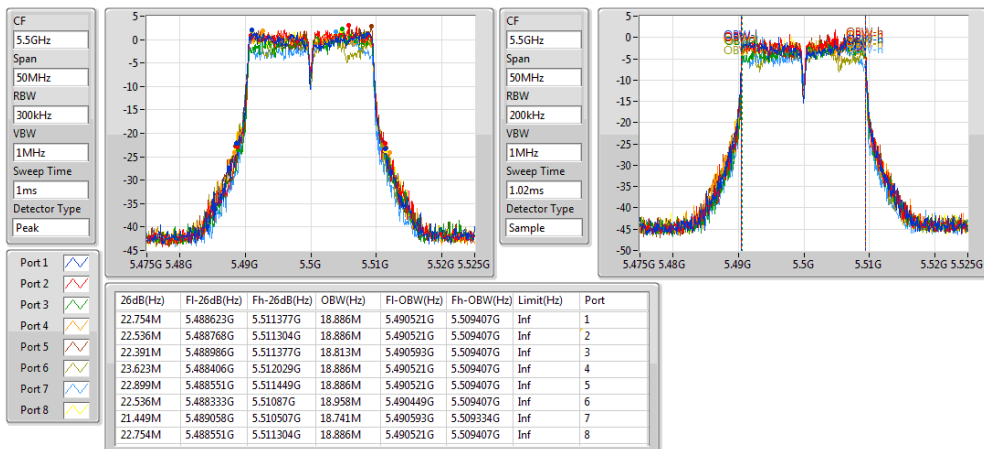 CF
5.5GHz
Span
50MHz
RBW
300kHz
VBW
1MHz
Sweep Time
1ms
Detector Type
Peak
5
0
-5
-10
-15
-20
-25
-30
-35
-40
-45
5.475G 5.48G 5.49G 5.5G 5.51G 5.52G 5.525G
CF
5.5GHz
Span
50MHz
RBW
200kHz
VBW
1MHz
Sweep Time
1.02ms
Detector Type
Sample
5
0
-5
-10
-15
-20
-25
-30
-35
-40
-45
-50
5.475G 5.48G 5.49G 5.5G 5.51G 5.52G 5.525G
OBW-h
Port 1
Port 2
Port 3
Port 4
Port 5
Port 6
Port 7
Port 8
26dB(Hz) Fl-26dB(Hz) Fh-26dB(Hz) OBW(Hz) Fl-OBW(Hz) Fh-OBW(Hz) Limit(Hz) Port
22.754M 5.488623G 5.511377G 18.886M 5.490521G 5.509407G Inf 1
22.536M 5.488768G 5.511304G 18.886M 5.490521G 5.509407G Inf 2
22.391M 5.488986G 5.511377G 18.813M 5.490593G 5.509407G Inf 3
23.623M 5.488406G 5.512029G 18.886M 5.490521G 5.509407G Inf 4
22.899M 5.488551G 5.511449G 18.886M 5.490521G 5.509407G Inf 5
22.536M 5.488333G 5.51087G 18.958M 5.490449G 5.509407G Inf 6
21.449M 5.489058G 5.510507G 18.741M 5.490593G 5.509334G Inf 7
22.754M 5.488551G 5.511304G 18.886M 5.490521G 5.509407G Inf 8